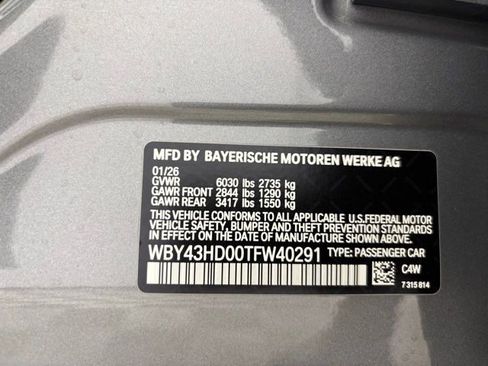 MFD BY BAYERISCHE MOTOREN WERKE AG
01/26
GVWR 6030 lbs 2735 kg
GAWR FRONT 2844 lbs 1290 kg
GAWR REAR 3417 lbs 1550 kg
THIS VEHICLE CONFORMS TO ALL APPLICABLE U.S.FEDERAL MOTOR
VEHICLE SAFETY, BUMPER AND THEFT PREVENTION STANDARDS
IN EFFECT ON THE DATE OF MANUFACTURE SHOWN ABOVE.
WBY43HD00TFW40291 TYPE: PASSENGER CAR
C4W
7 315 814